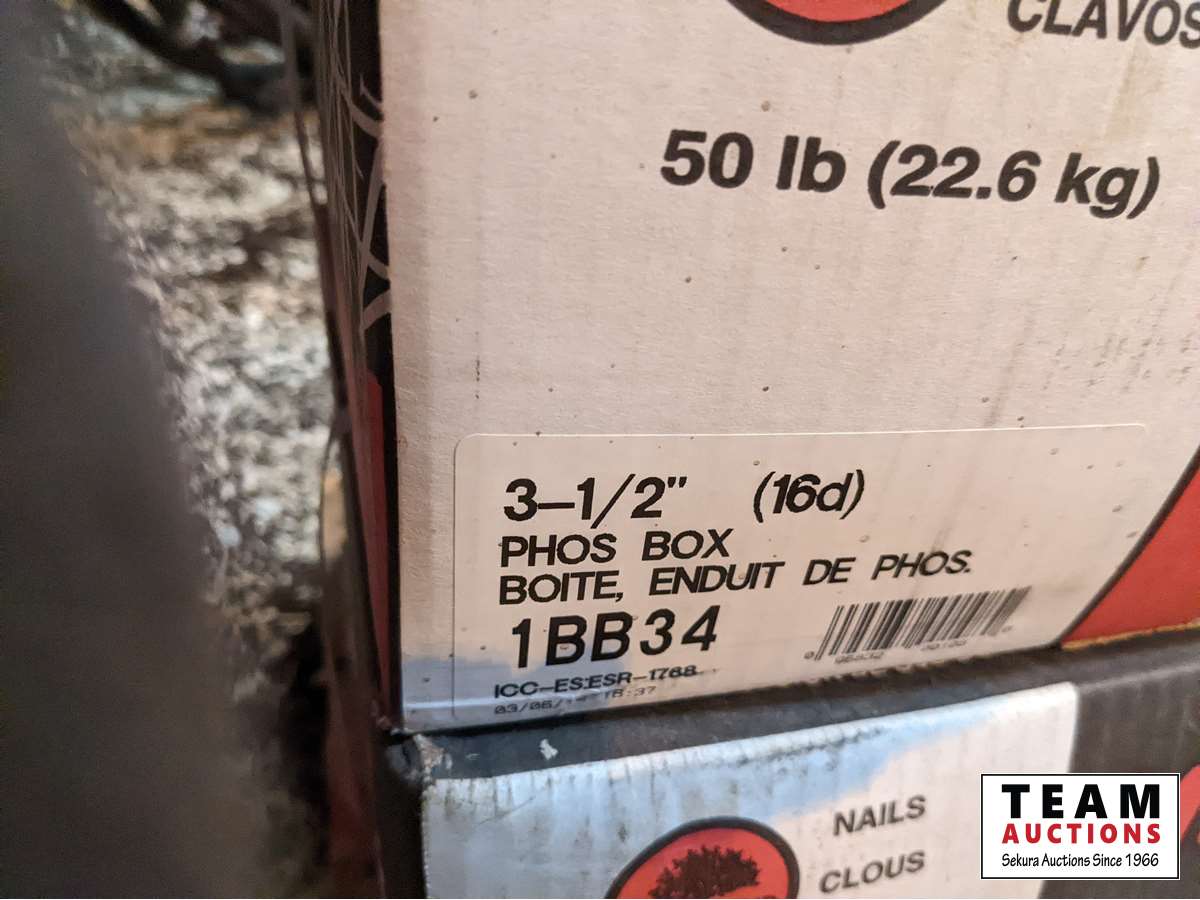 CLAVOS
50 lb (22.6 kg)
3-1/2" (16d)
PHOS BOX
BOITE, ENDUIT DE PHOS.
1BB34
ICC-ES:ESR-1768
NAILS
CLOUS
TEAM
AUCTIONS
Sekura Auctions Since 1966